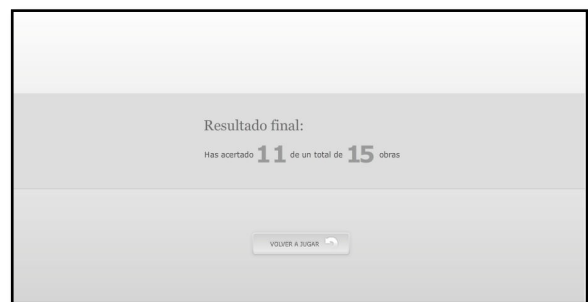 Resultado final:
Has acertado 11 de un total de 15 obras
VOLVER A JUGAR